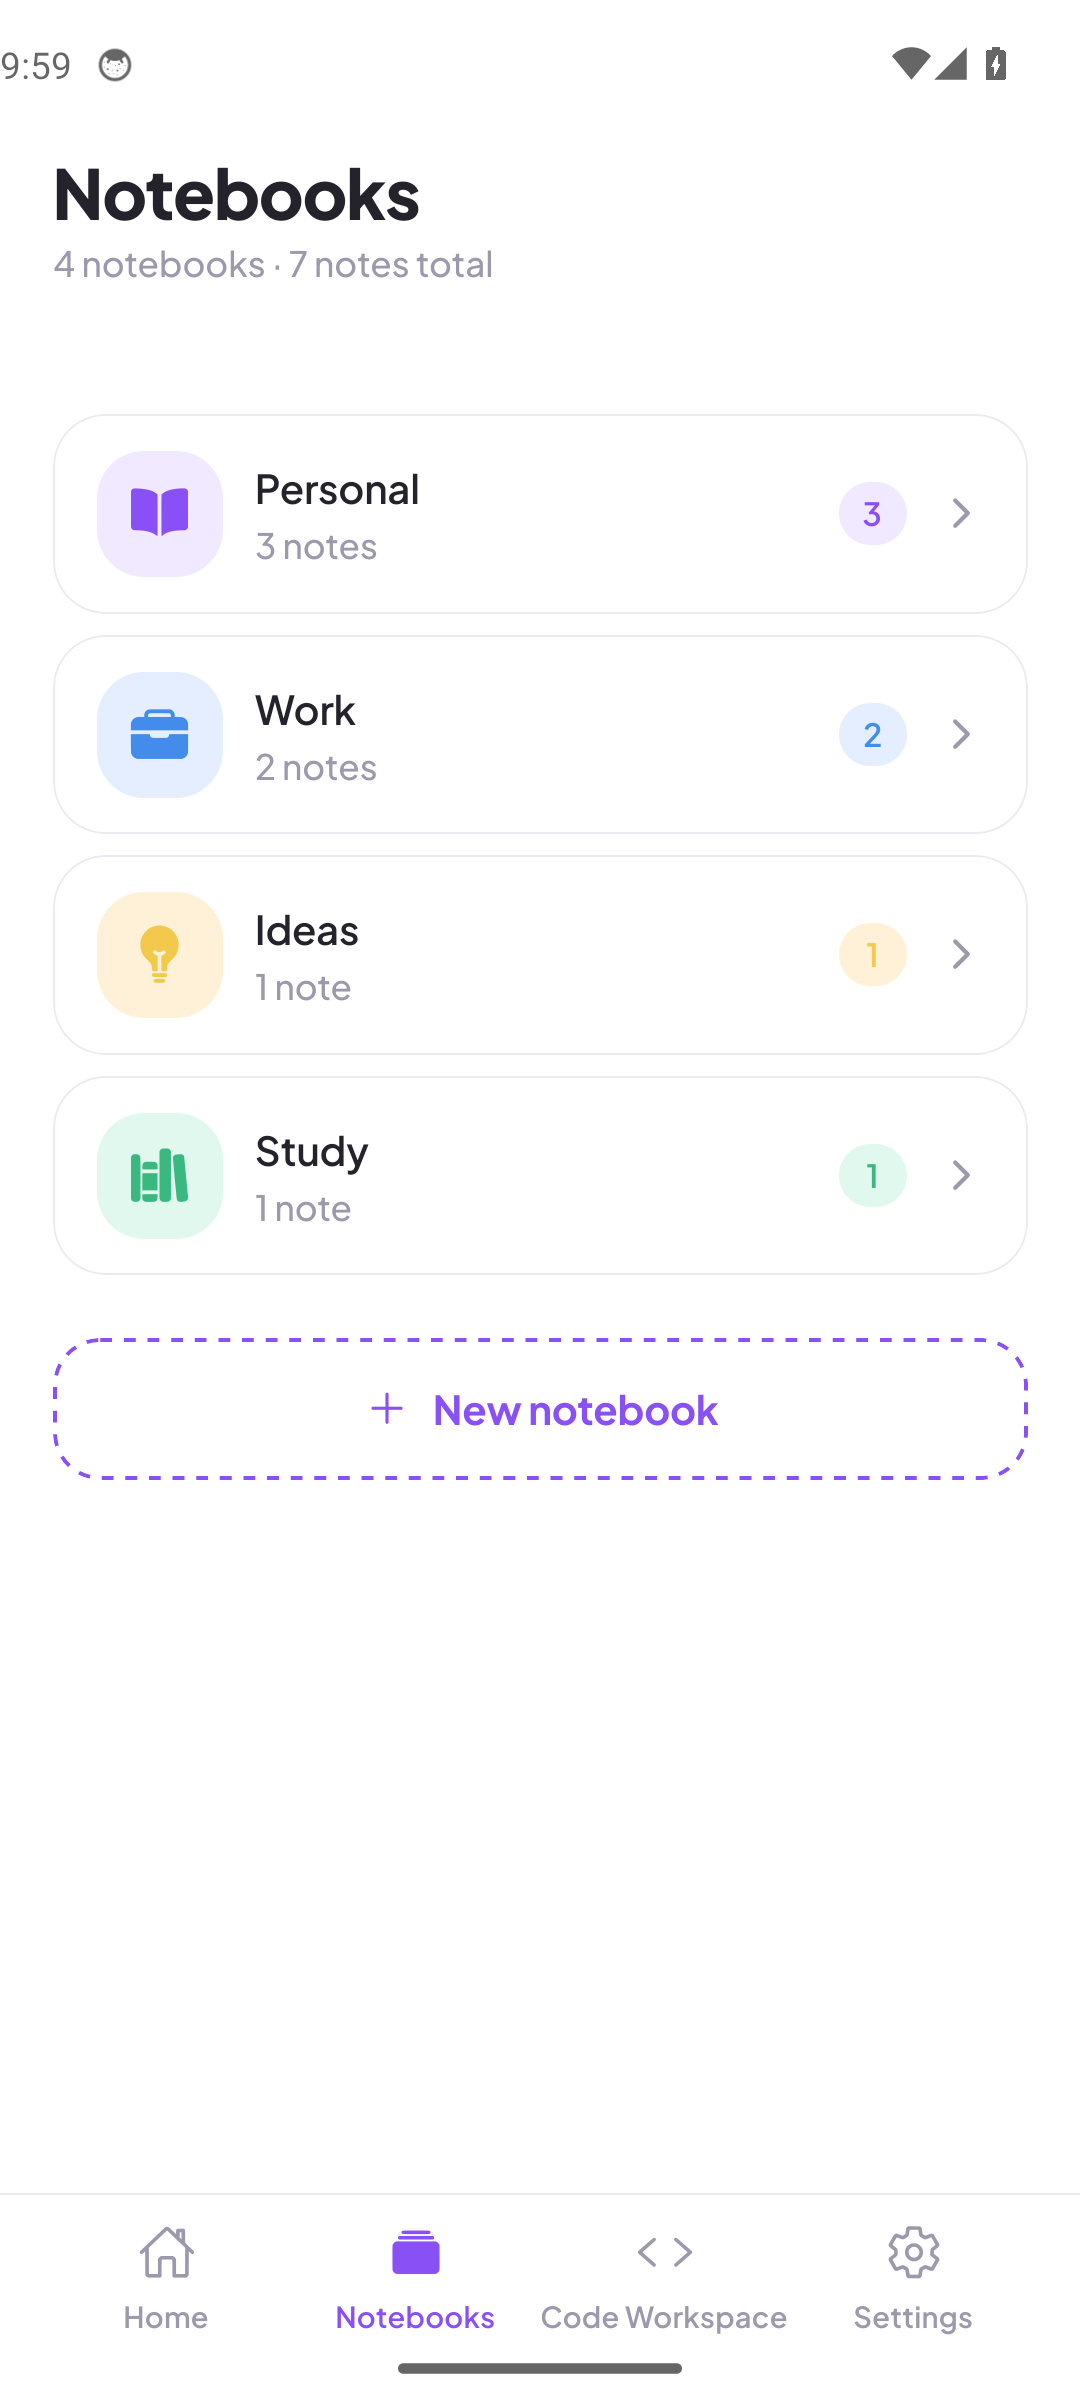 9:59
Notebooks
4 notebooks · 7 notes total
Personal
3 notes
3
Work
2 notes
2
Ideas
1 note
1
Study
1 note
1
New notebook
Home
Notebooks
Code Workspace
Settings